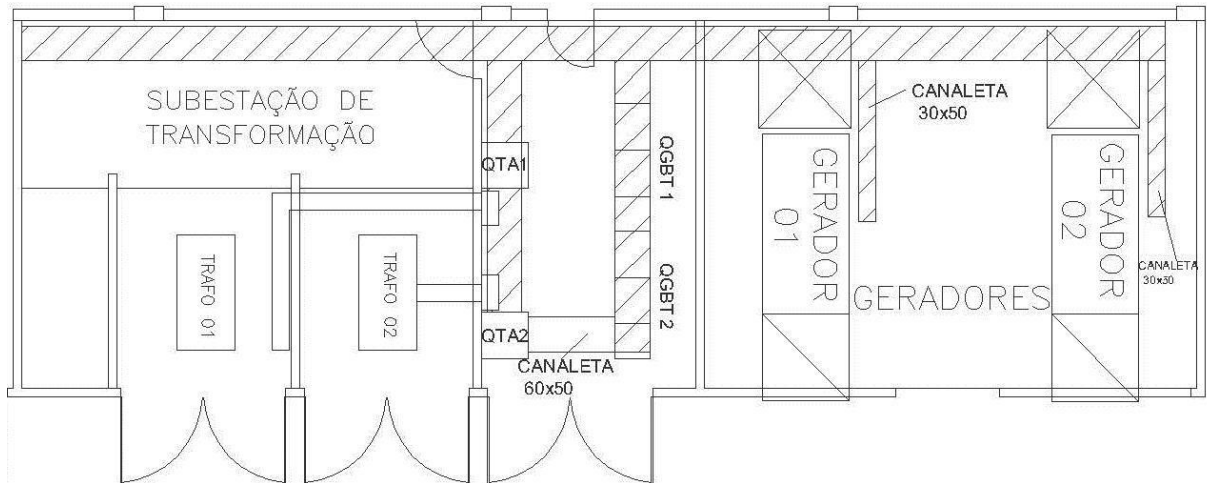 SUBESTAÇÃO DE
TRANSFORMAÇÃO
QTA1
QGBT 1
CANALETA
30x50
GERADOR
01
GERADOR
02
TRAFO 01
TRAFO 02
QGBT 2
CANALETA
30x50
GERADORES
QTA2
CANALETA
60x50